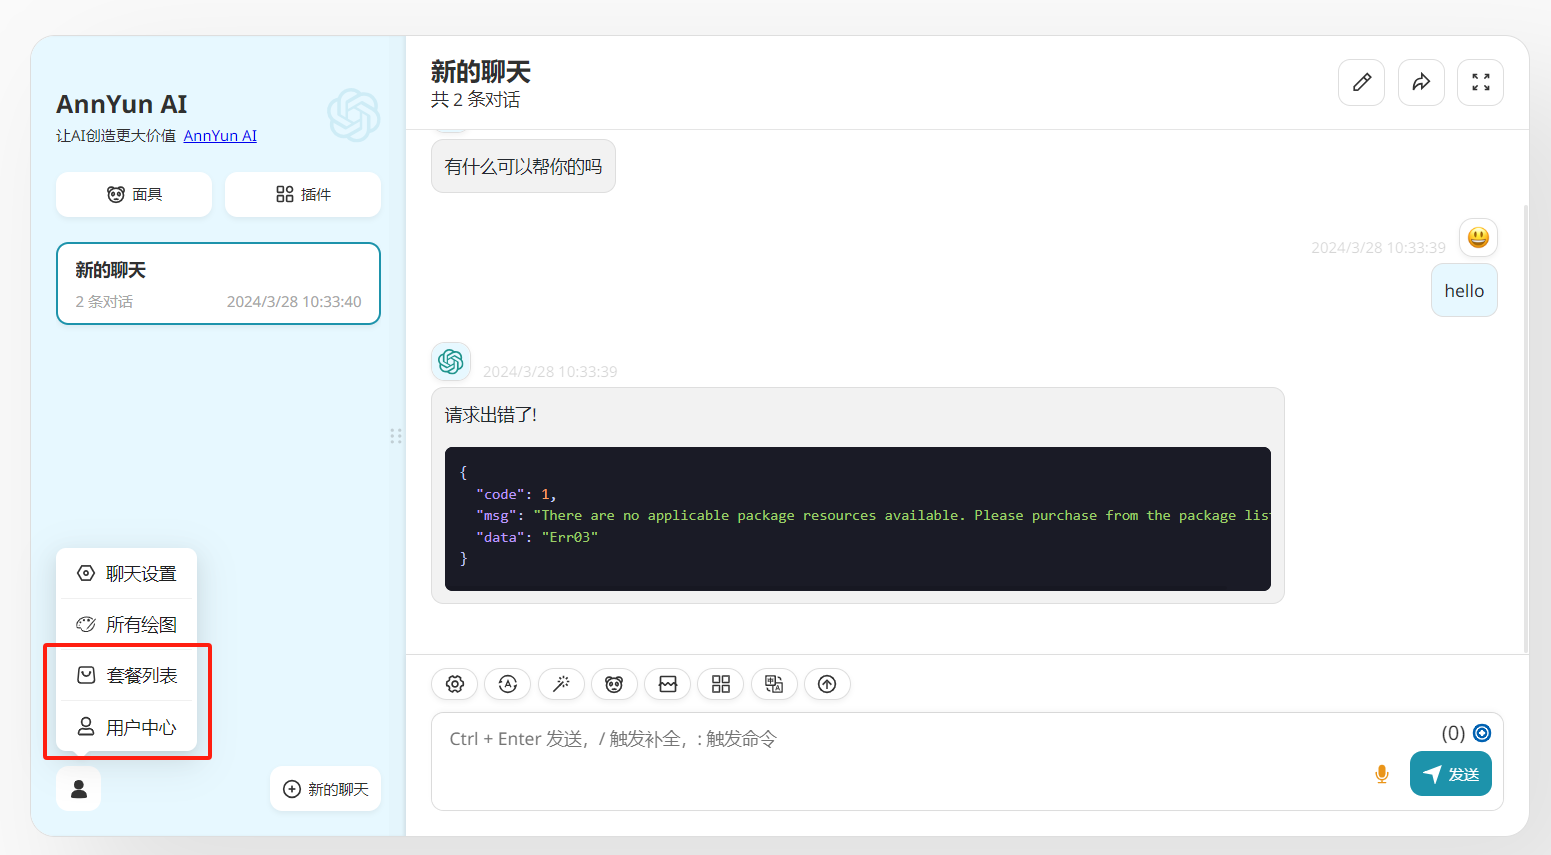 AnnYun AI
让AI创造更大价值 AnnYun AI
面具
插件
新的聊天
2 条对话 2024/3/28 10:33:40
聊天设置
所有绘图
套餐列表
用户中心
新的聊天
新的聊天
共 2 条对话
有什么可以帮你的吗
2024/3/28 10:33:39
hello
2024/3/28 10:33:39
请求出错了!
{
"code": 1,
"msg": "There are no applicable package resources available. Please purchase from the package lis
"data": "Err03"
}
Ctrl + Enter 发送，/ 触发补全，: 触发命令
(0)
发送